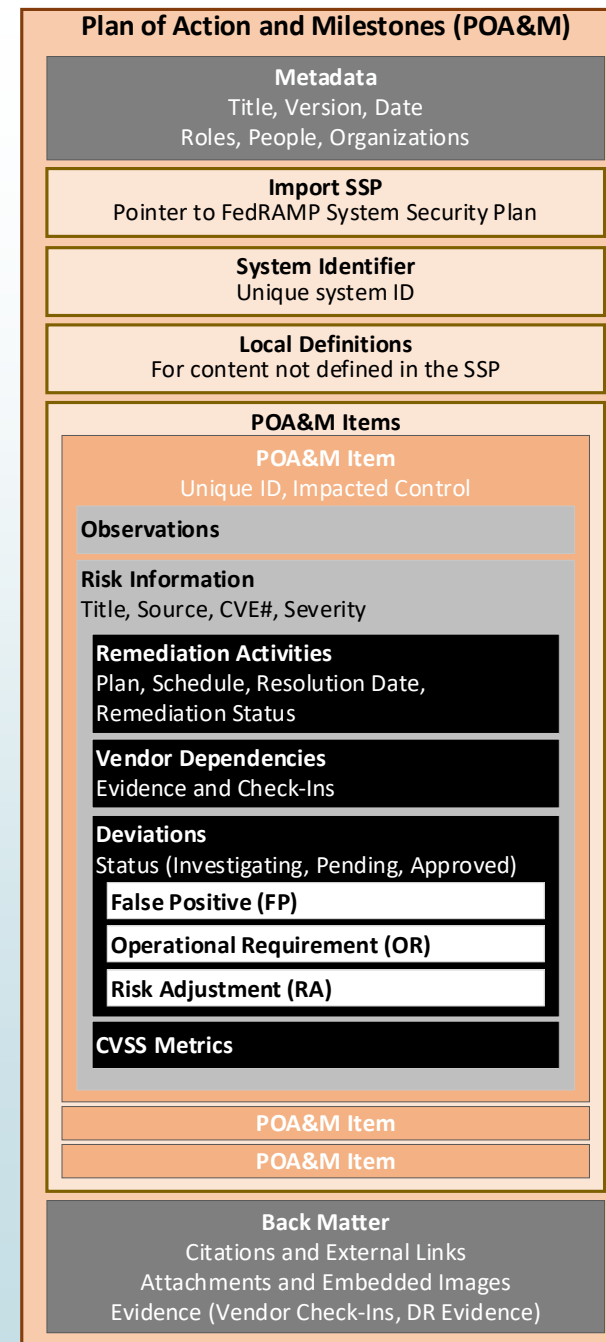 Plan of Action and Milestones (POA&M)
Metadata
Title, Version, Date
Roles, People, Organizations
Import SSP
Pointer to FedRAMP System Security Plan
System Identifier
Unique system ID
Local Definitions
For content not defined in the SSP
POA&M Items
POA&M Item
Unique ID, Impacted Control
Observations
Risk Information
Title, Source, CVE#, Severity
Remediation Activities
Plan, Schedule, Resolution Date,
Remediation Status
Vendor Dependencies
Evidence and Check-Ins
Deviations
Status (Investigating, Pending, Approved)
False Positive (FP)
Operational Requirement (OR)
Risk Adjustment (RA)
CVSS Metrics
POA&M Item
POA&M Item
Back Matter
Citations and External Links
Attachments and Embedded Images
Evidence (Vendor Check-Ins, DR Evidence)